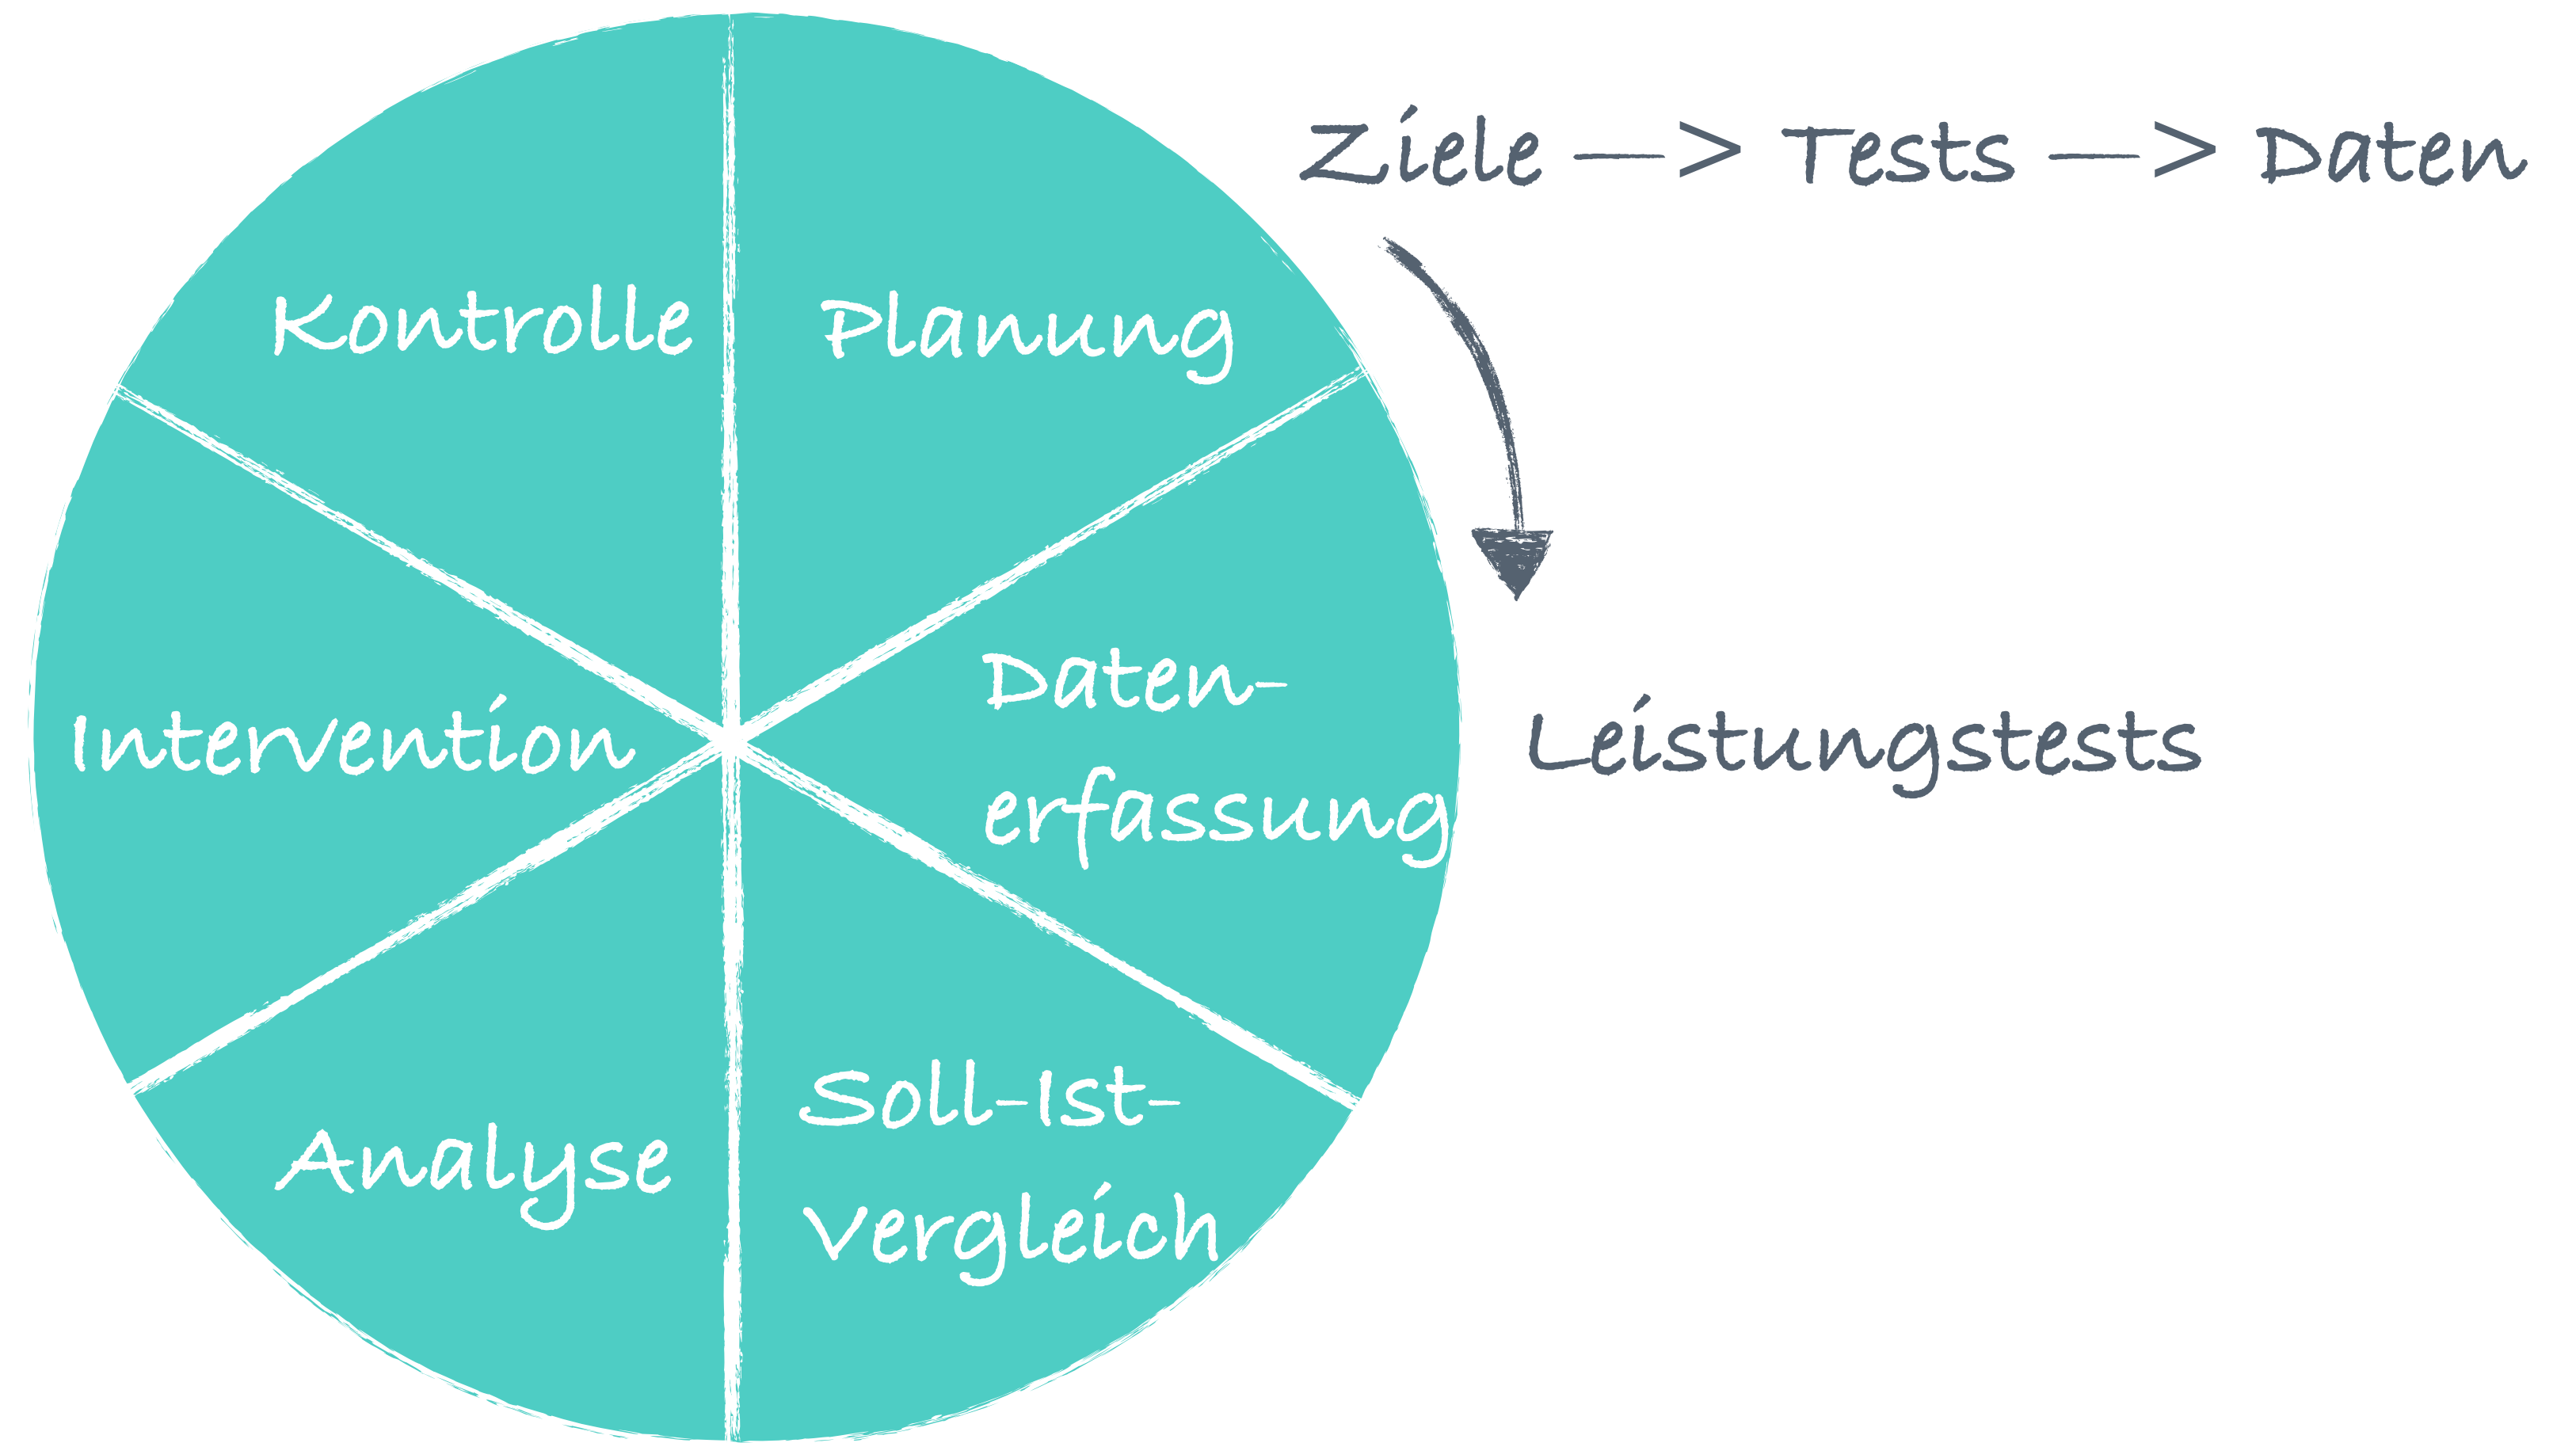 Ziele —> Tests —> Daten
Kontrolle
Planung
Daten-
erfassung
Leistungstests
Intervention
Soll-Ist-
Vergleich
Analyse